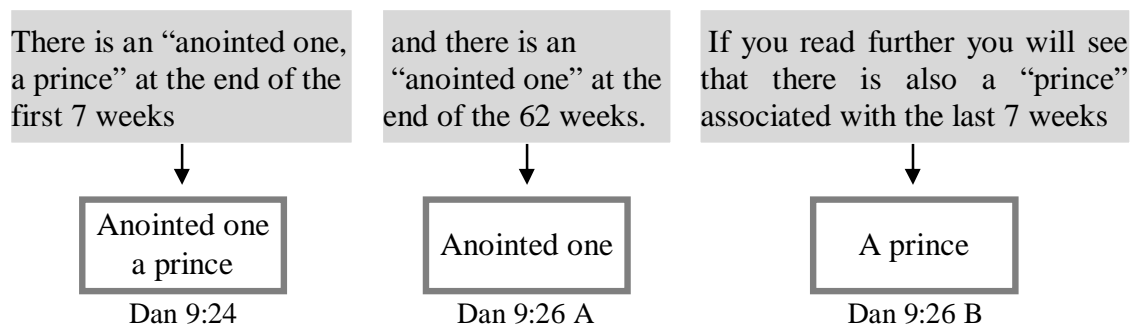 There is an “anointed one,
a prince” at the end of the
first 7 weeks
and there is an
“anointed one” at the
end of the 62 weeks.
If you read further you will see
that there is also a “prince”
associated with the last 7 weeks
Anointed one
a prince
Anointed one
A prince
Dan 9:24
Dan 9:26 A
Dan 9:26 B